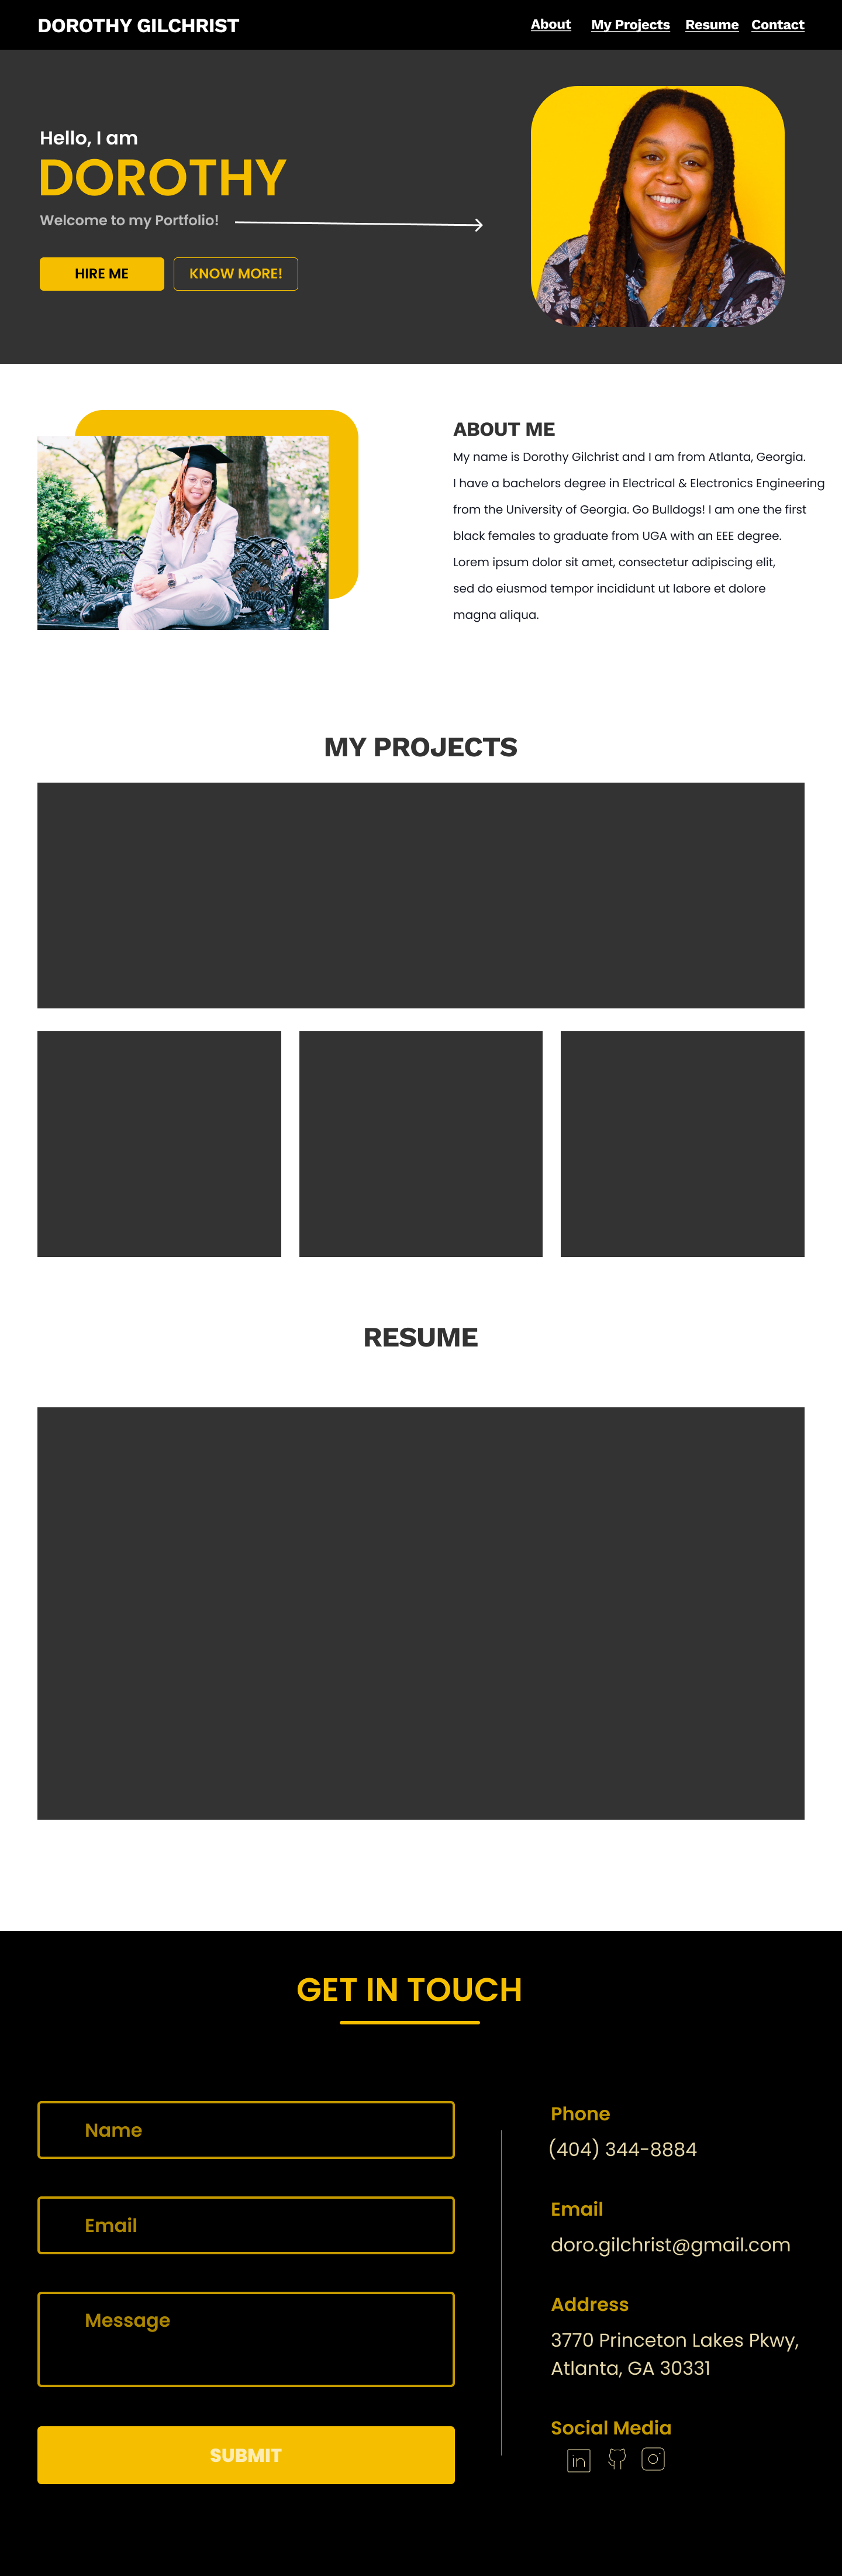 DOROTHY GILCHRIST
About My Projects Resume Contact
Hello, I am
DOROTHY
Welcome to my Portfolio!
HIRE ME
KNOW MORE!
ABOUT ME
My name is Dorothy Gilchrist and I am from Atlanta, Georgia.
I have a bachelors degree in Electrical & Electronics Engineering
from the University of Georgia. Go Bulldogs! I am one the first
black females to graduate from UGA with an EEE degree.
Lorem ipsum dolor sit amet, consectetur adipiscing elit,
sed do eiusmod tempor incididunt ut labore et dolore
magna aliqua.
MY PROJECTS
RESUME
GET IN TOUCH
Name
Email
Message
SUBMIT
Phone
(404) 344-8884
Email
doro.gilchrist@gmail.com
Address
3770 Princeton Lakes Pkwy,
Atlanta, GA 30331
Social Media
in